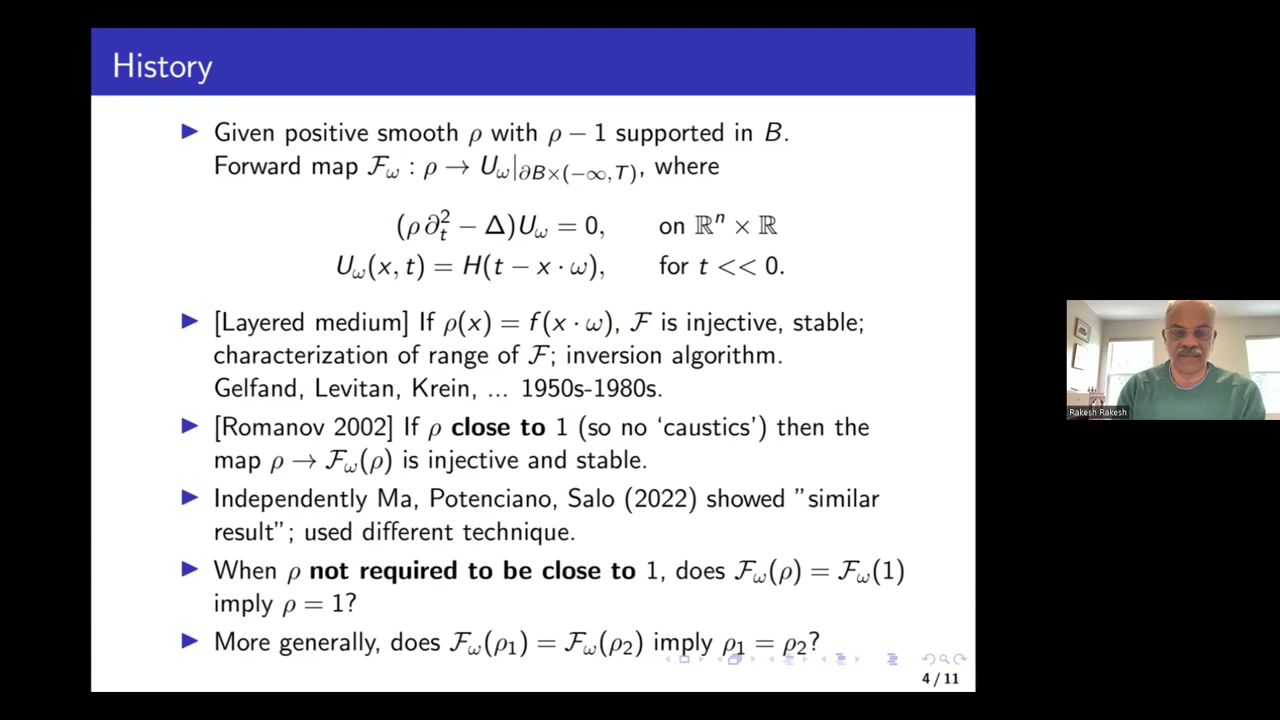 History
▶ Given positive smooth ρ with ρ − 1 supported in B.
Forward map ℱ_ω : ρ → U_ω|_{∂B×(−∞,T)}, where
(ρ ∂_t^2 − Δ)U_ω = 0, on ℝ^n × ℝ
U_ω(x, t) = H(t − x · ω), for t << 0.
▶ [Layered medium] If ρ(x) = f(x · ω), ℱ is injective, stable;
characterization of range of ℱ; inversion algorithm.
Gelfand, Levitan, Krein, ... 1950s-1980s.
▶ [Romanov 2002] If ρ close to 1 (so no ‘caustics’) then the
map ρ → ℱ_ω(ρ) is injective and stable.
▶ Independently Ma, Potenciano, Salo (2022) showed ”similar
result”; used different technique.
▶ When ρ not required to be close to 1, does ℱ_ω(ρ) = ℱ_ω(1)
imply ρ = 1?
▶ More generally, does ℱ_ω(ρ_1) = ℱ_ω(ρ_2) imply ρ_1 = ρ_2?
4 / 11
Rakesh Rakesh